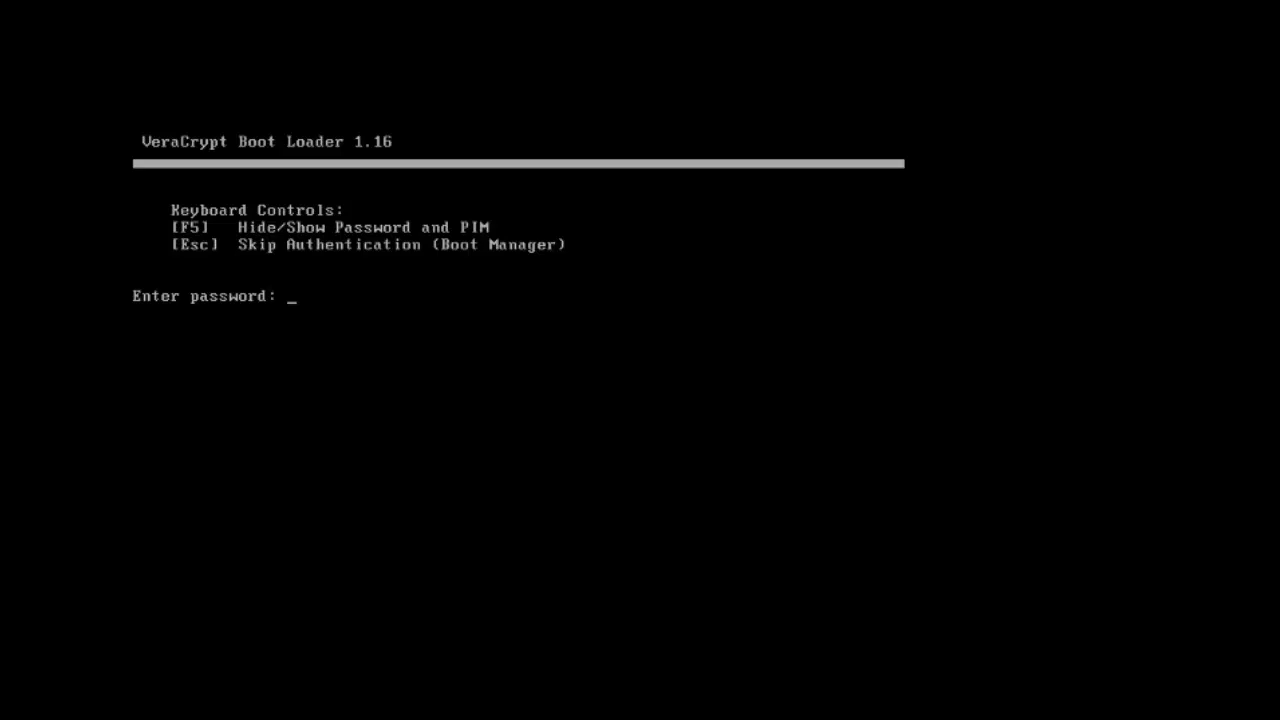 VeraCrypt Boot Loader 1.16
Keyboard Controls:
[F5] Hide/Show Password and PIM
[Esc] Skip Authentication (Boot Manager)
Enter password: _